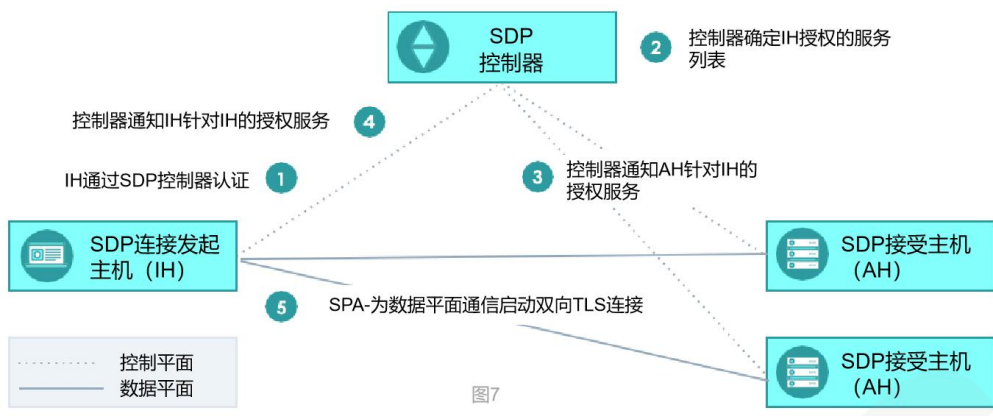 SDP
控制器
2
控制器确定IH授权的服务
列表
控制器通知IH针对IH的授权服务
4
IH通过SDP控制器认证
1
3
控制器通知AH针对IH的
授权服务
SDP连接发起
主机（IH）
SDP接受主机
（AH）
5
SPA-为数据平面通信启动双向TLS连接
控制平面
数据平面
SDP接受主机
（AH）
图7